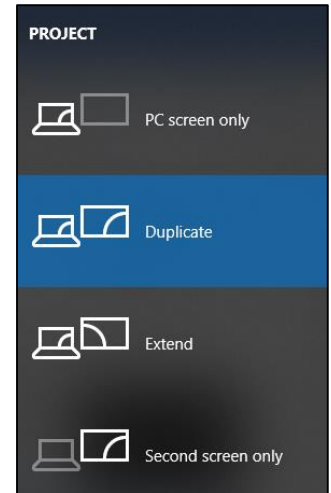 PROJECT
PC screen only
Duplicate
Extend
Second screen only